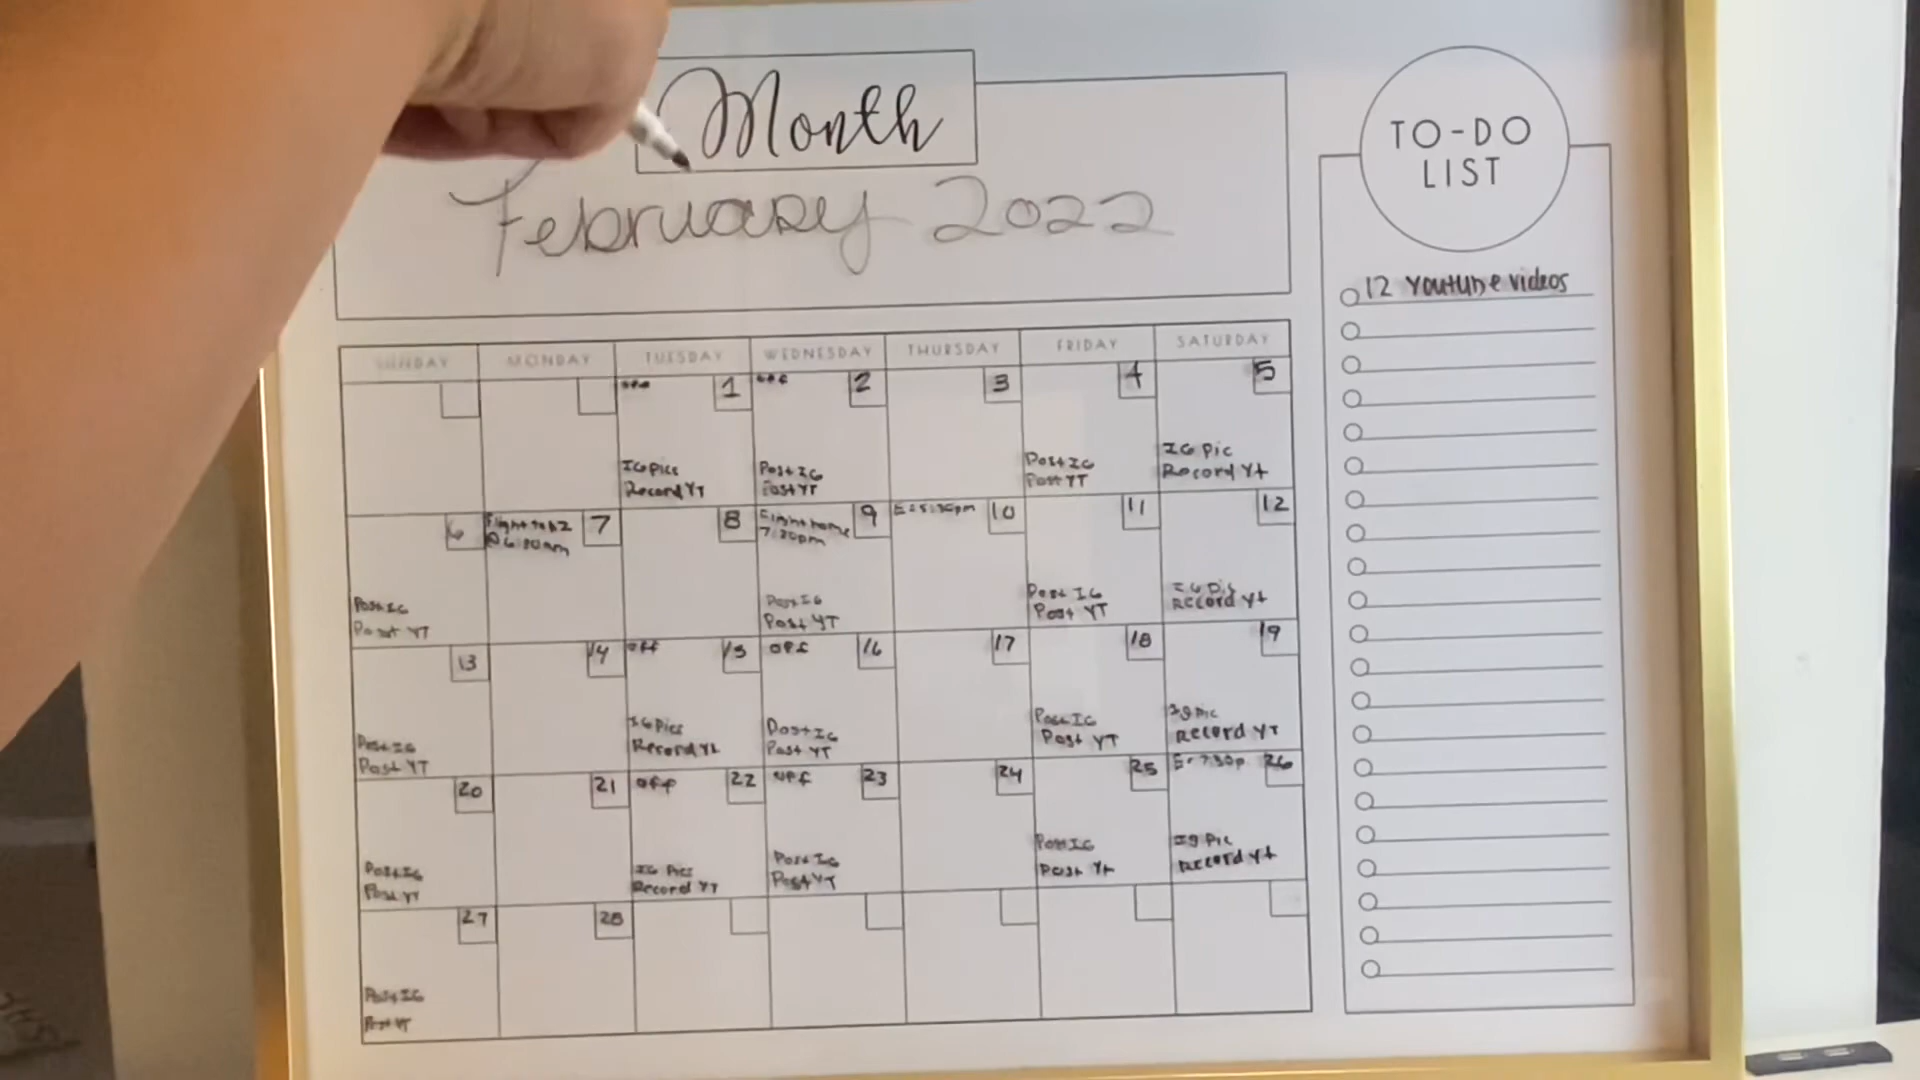 Month
February 2022
TO-DO
LIST
12 Youtube videos
SUNDAY MONDAY TUESDAY WEDNESDAY THURSDAY FRIDAY SATURDAY
1 2 3 4 5
IG Pics
Record YT
Post IG
Post YT
Post IG
Post YT
IG Pic
Record Yt
6
Post IG
Post YT
7
Flight to
8
9
Flight home
7:30pm
Post IG
Post YT
10
11
Post IG
Post YT
12
IG Pic
Record yt
13
Post IG
Post YT
14
15
off
IG Pics
Record Yt
16
off
Post IG
Post YT
17
18
Post IG
Post YT
19
Ig Pic
Record YT
20
Post IG
Post YT
21
22
off
IG Pics
Record YT
23
off
Post IG
Post YT
24
25
Post IG
Post Yt
26
Ig Pic
Record Yt
27
Post IG
Post YT
28